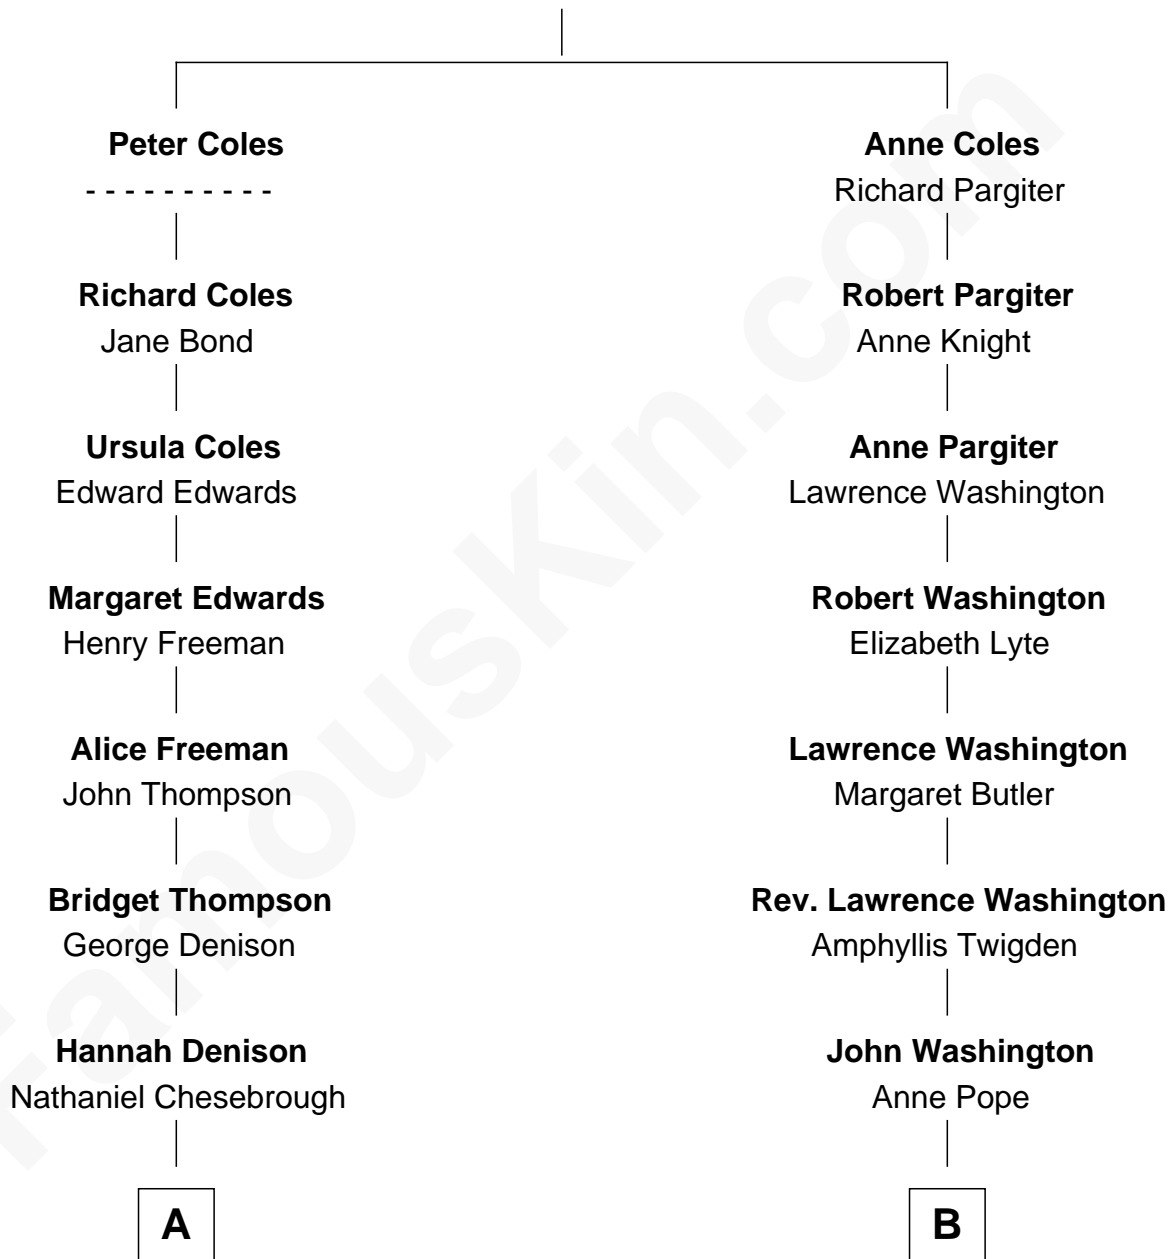 Peter Coles
- - - - - - - - - -
Richard Coles
Jane Bond
Ursula Coles
Edward Edwards
Margaret Edwards
Henry Freeman
Alice Freeman
John Thompson
Bridget Thompson
George Denison
Hannah Denison
Nathaniel Chesebrough
A
Anne Coles
Richard Pargiter
Robert Pargiter
Anne Knight
Anne Pargiter
Lawrence Washington
Robert Washington
Elizabeth Lyte
Lawrence Washington
Margaret Butler
Rev. Lawrence Washington
Amphyllis Twigden
John Washington
Anne Pope
B
FamousKin.com